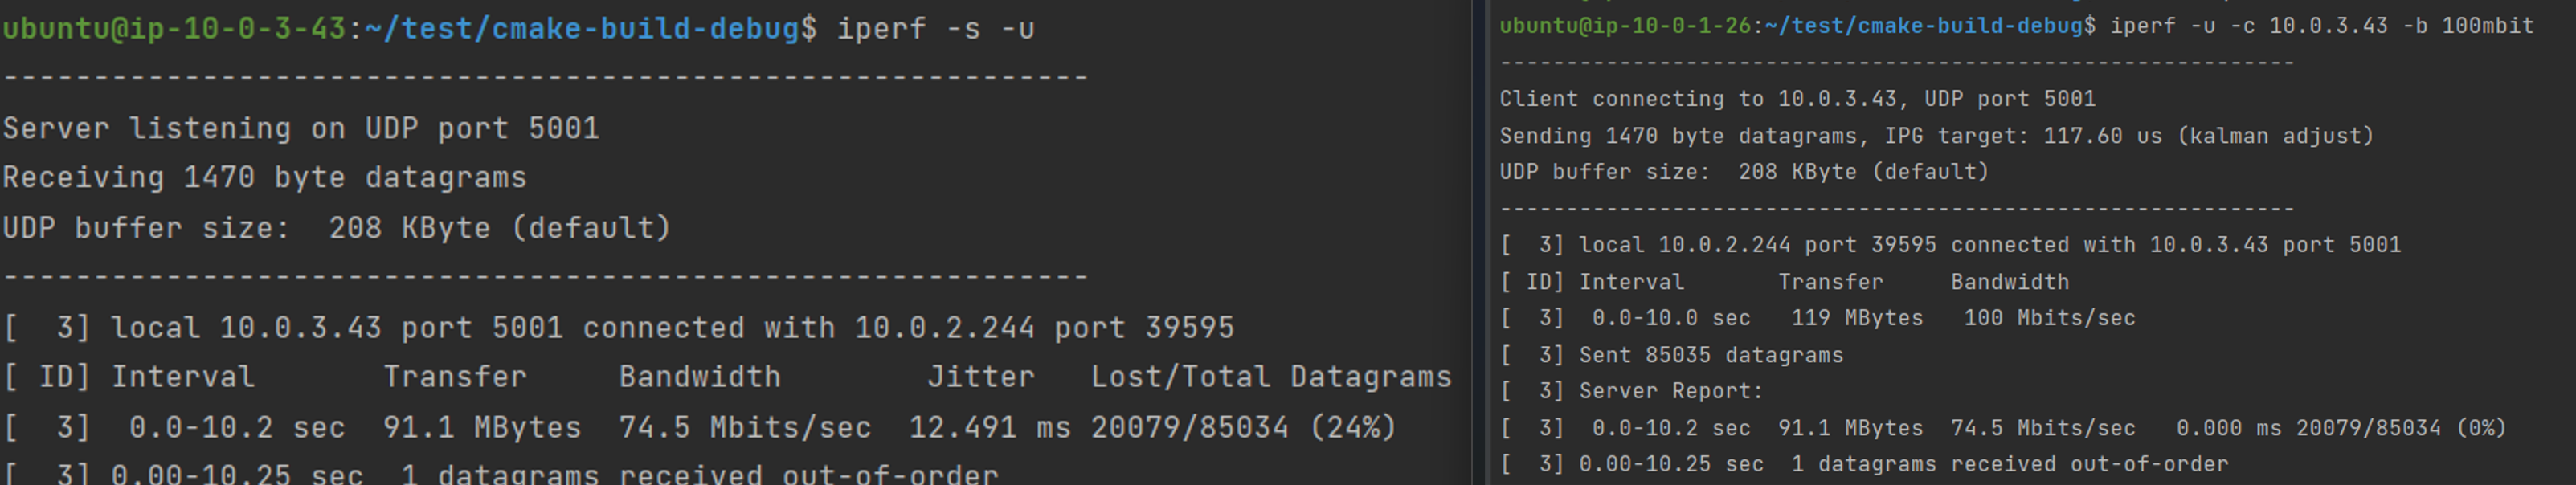 ubuntu@ip-10-0-3-43:~/test/cmake-build-debug$ iperf -s -u
------------------------------------------------------------
Server listening on UDP port 5001
Receiving 1470 byte datagrams
UDP buffer size:  208 KByte (default)
------------------------------------------------------------
[  3] local 10.0.3.43 port 5001 connected with 10.0.2.244 port 39595
[ ID] Interval       Transfer     Bandwidth        Jitter   Lost/Total Datagrams
[  3]  0.0-10.2 sec  91.1 MBytes  74.5 Mbits/sec  12.491 ms 20079/85034 (24%)
[  3] 0.00-10.25 sec  1 datagrams received out-of-order
ubuntu@ip-10-0-1-26:~/test/cmake-build-debug$ iperf -u -c 10.0.3.43 -b 100mbit
------------------------------------------------------------
Client connecting to 10.0.3.43, UDP port 5001
Sending 1470 byte datagrams, IPG target: 117.60 us (kalman adjust)
UDP buffer size:  208 KByte (default)
------------------------------------------------------------
[  3] local 10.0.2.244 port 39595 connected with 10.0.3.43 port 5001
[ ID] Interval       Transfer     Bandwidth
[  3]  0.0-10.0 sec   119 MBytes   100 Mbits/sec
[  3] Sent 85035 datagrams
[  3] Server Report:
[  3]  0.0-10.2 sec  91.1 MBytes  74.5 Mbits/sec   0.000 ms 20079/85034 (0%)
[  3] 0.00-10.25 sec  1 datagrams received out-of-order